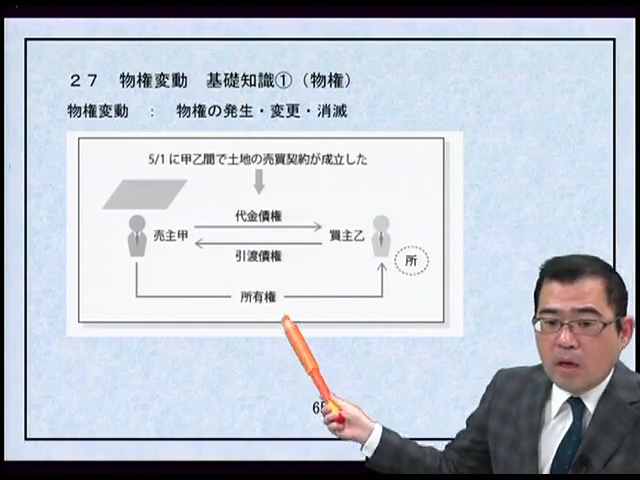 ２７　物権変動　基礎知識①（物権）
物権変動　：　物権の発生・変更・消滅
5/1に甲乙間で土地の売買契約が成立した
代金債権
売主甲
買主乙
引渡債権
所
所有権